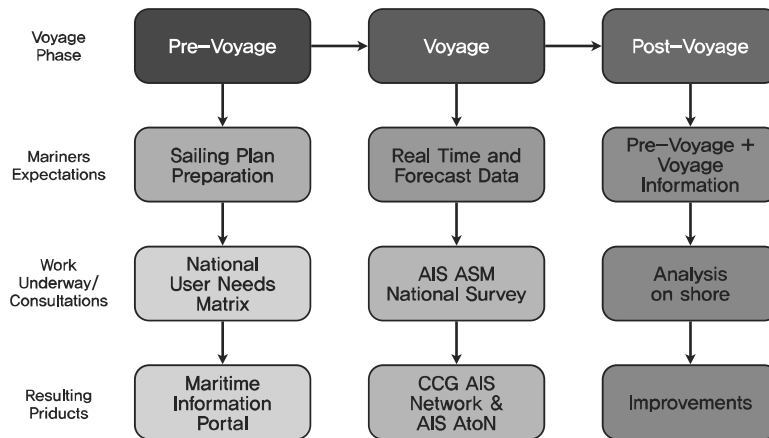 Voyage
Phase
Pre-Voyage
Voyage
Post-Voyage
Mariners
Expectations
Sailing Plan
Preparation
Real Time and
Forecast Data
Pre-Voyage +
Voyage
Information
Work
Underway/
Consultations
National
User Needs
Matrix
AIS ASM
National Survey
Analysis
on shore
Resulting
Priducts
Maritime
Information
Portal
CCG AIS
Network &
AIS AtoN
Improvements